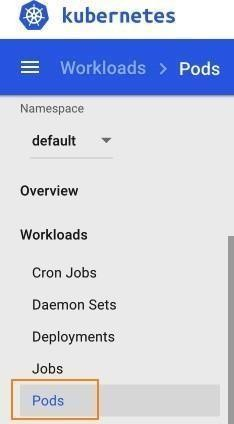 kubernetes
Workloads > Pods
Namespace
default
Overview
Workloads
Cron Jobs
Daemon Sets
Deployments
Jobs
Pods